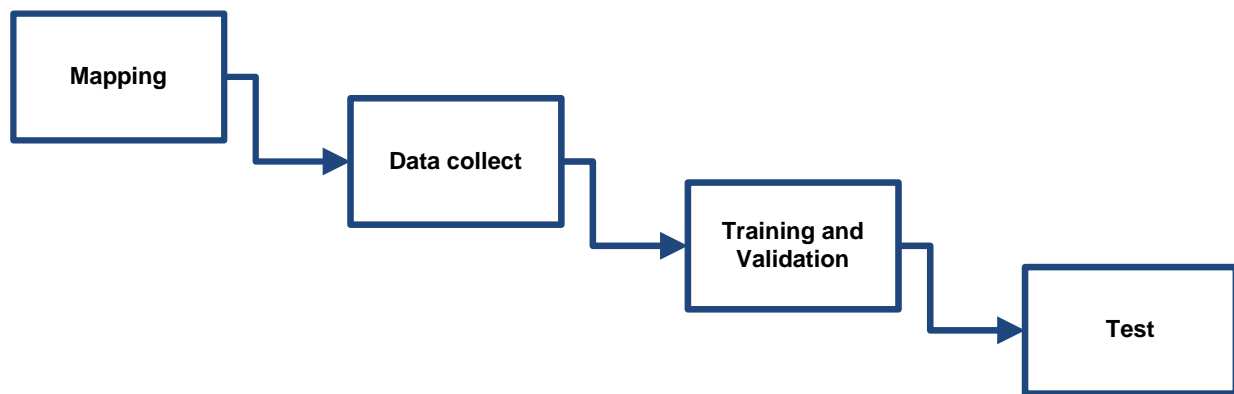 Mapping
Data collect
Training and
Validation
Test